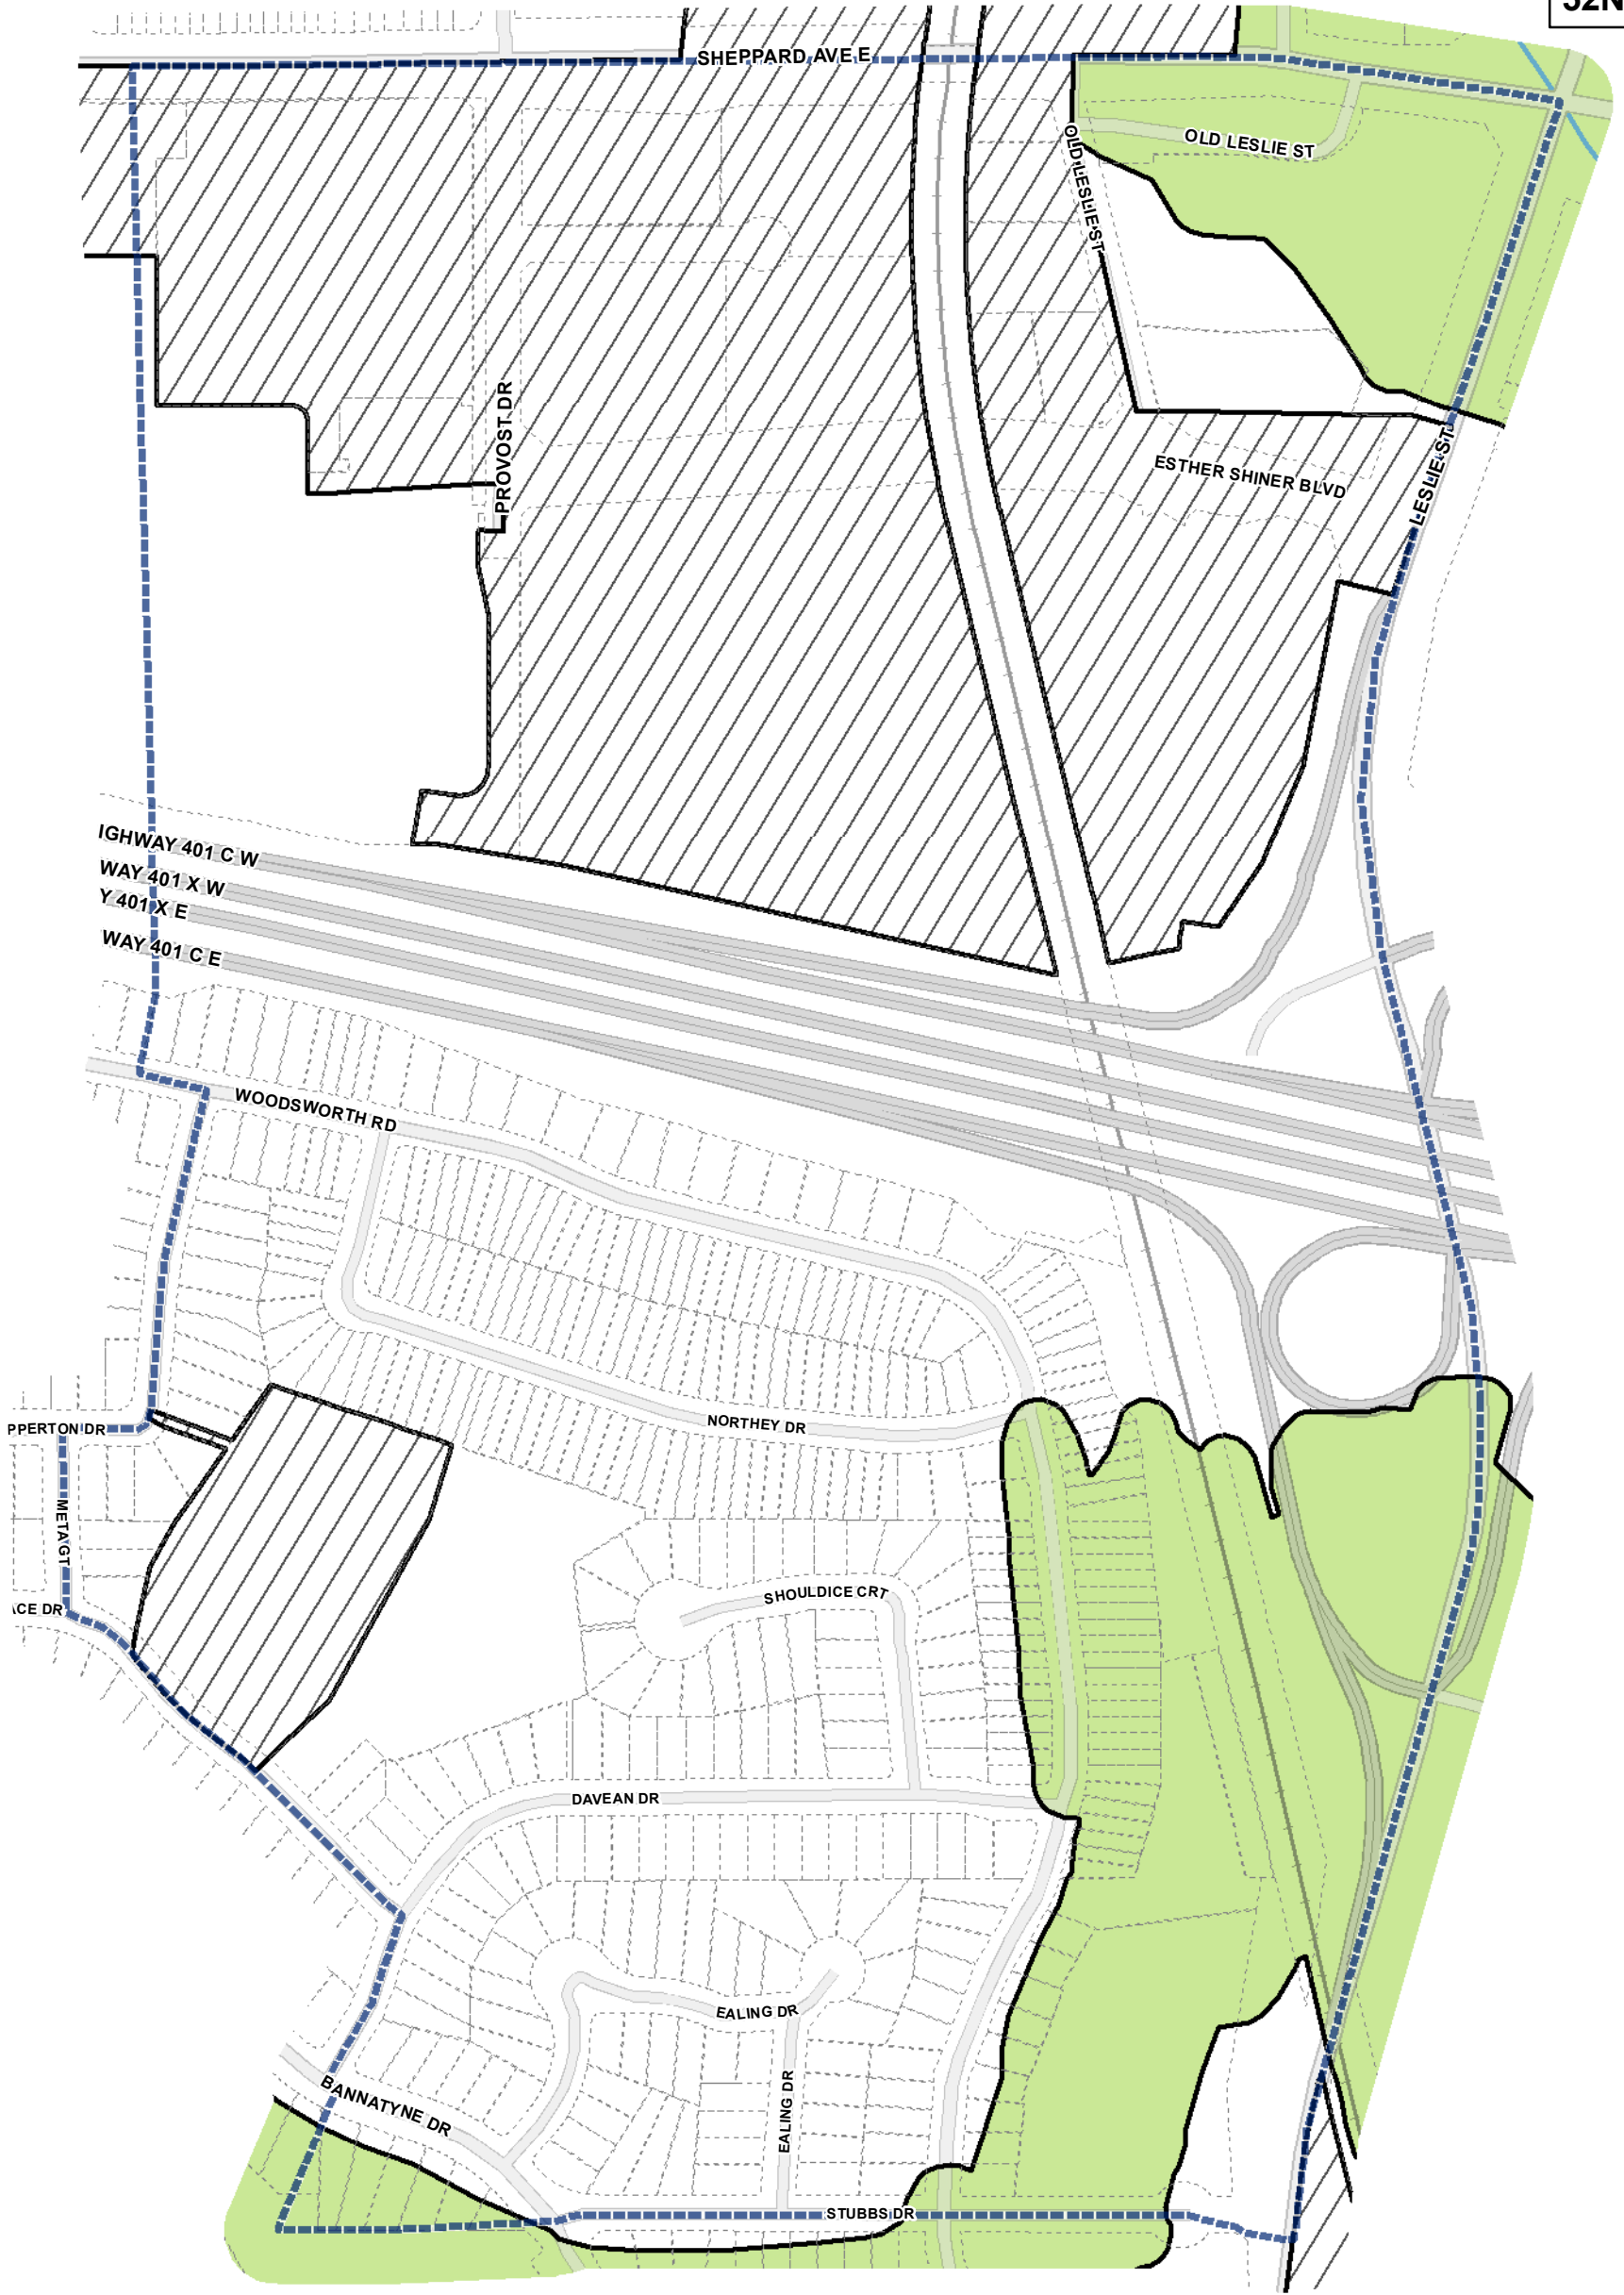 32N
SHEPPARD AVE E
OLD LESLIE ST
OLD LESLIE ST
PROVOST DR
ESTHER SHINER BLVD
LESLIE ST
IGHWAY 401 C W
WAY 401 X W
Y 401 X E
WAY 401 C E
WOODSWORTH RD
NORTHEY DR
PPERTON DR
METAGT
SHOULDICE CRT
ACE DR
DAVEAN DR
EALING DR
EALING DR
BANNATYNE DR
STUBBS DR